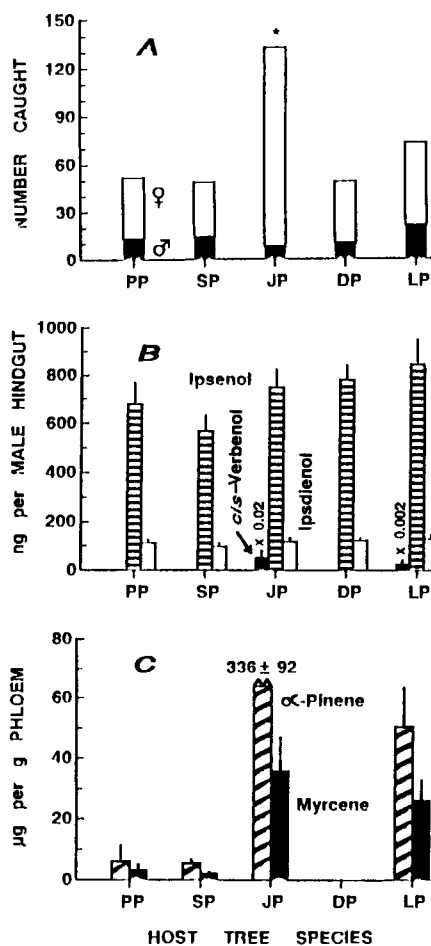 A
NUMBER CAUGHT
150
120
90
60
30
0
*
♀
♂
PP SP JP DP LP
B
ng per MALE HINDGUT
1000
800
600
400
200
0
Ipsenol
cis-Verbenol
x 0.02
Ipsdienol
x 0.002
PP SP JP DP LP
C
µg per g PHLOEM
80
60
40
20
0
336 ± 92
∝-Pinene
Myrcene
PP SP JP DP LP
HOST TREE SPECIES